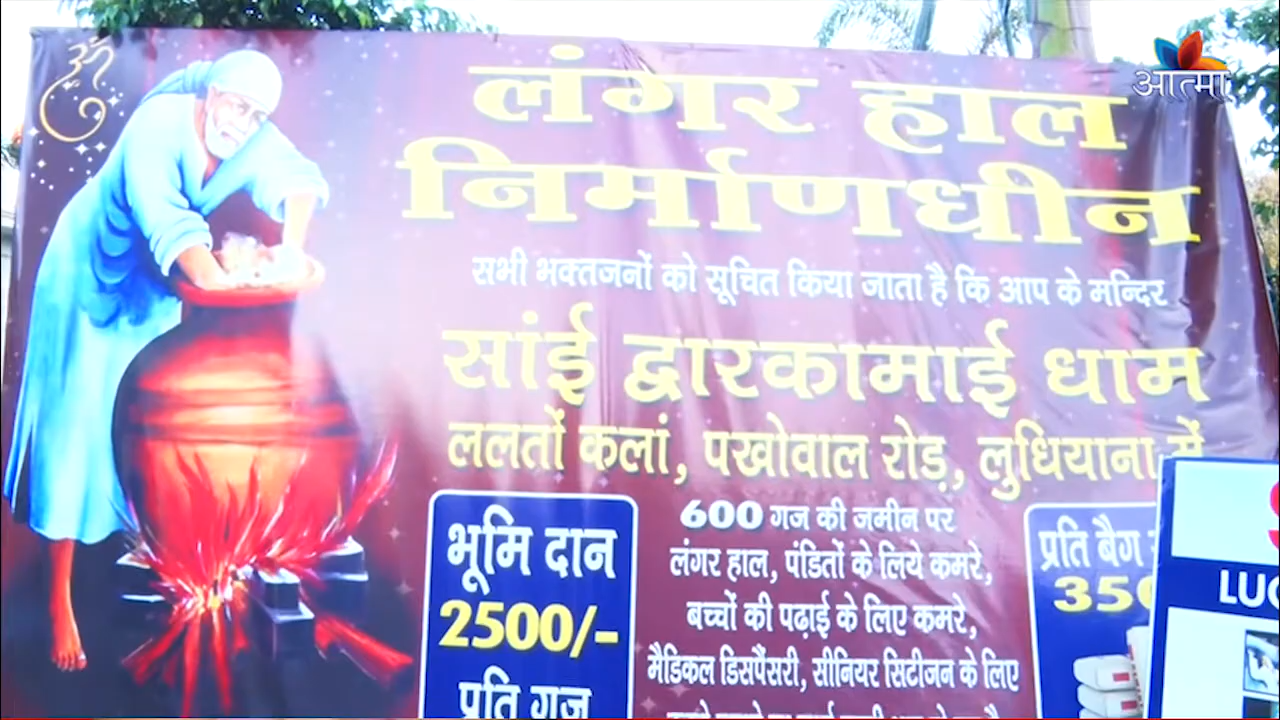 ॐ
आत्मा
लंगर हाल
निर्माणधीन
सभी भक्तजनों को सूचित किया जाता है कि आप के मन्दिर
सांई द्वारकामाई धाम
ललतों कलां, पखोवाल रोड़, लुधियाना में
भूमि दान
2500/-
प्रति गज
600 गज की जमीन पर
लंगर हाल, पंडितों के लिये कमरे,
बच्चों की पढ़ाई के लिए कमरे,
मैडिकल डिसपैंसरी, सीनियर सिटीजन के लिए
प्रति बैग
350